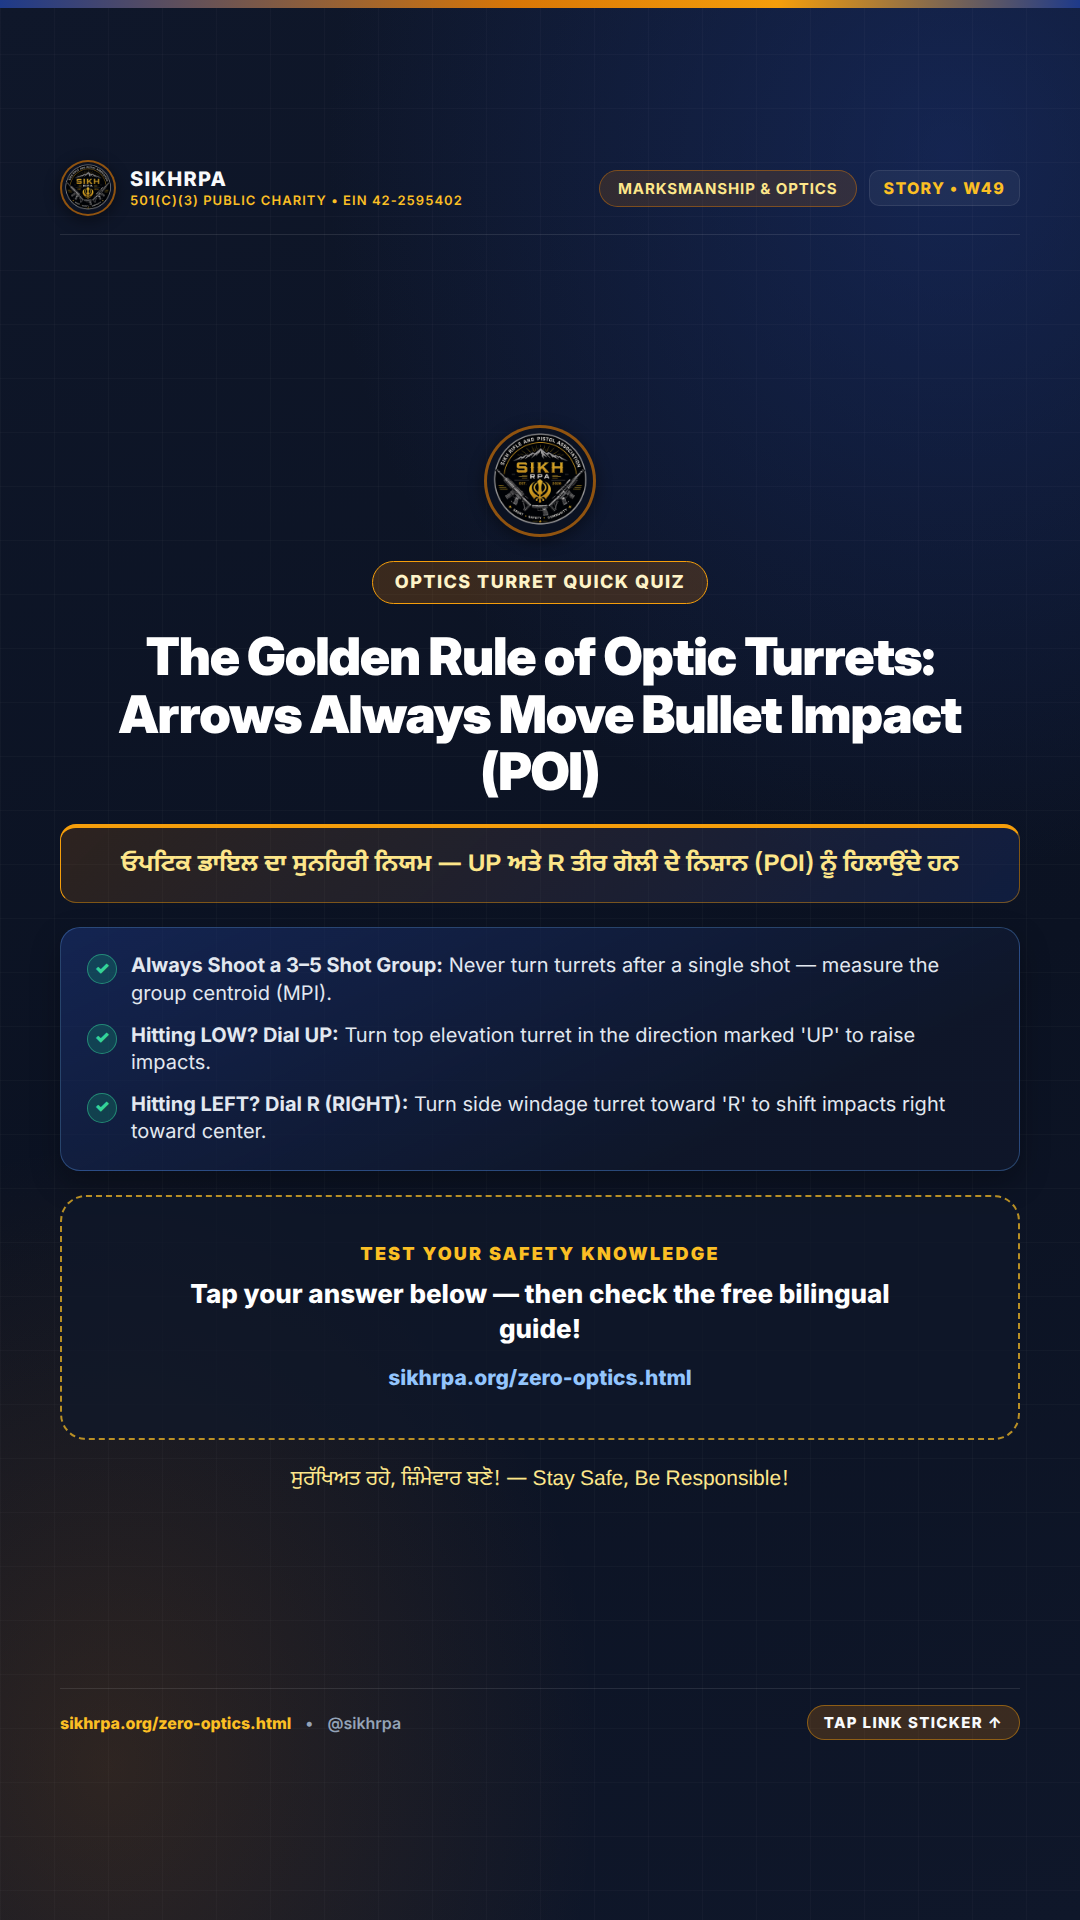 SIKHRPA
501(C)(3) PUBLIC CHARITY • EIN 42-2595402
MARKSMANSHIP & OPTICS
STORY • W49
SIKH RIFLE AND PISTOL ASSOCIATION
SIKH
RPA
OPTICS TURRET QUICK QUIZ
The Golden Rule of Optic Turrets:
Arrows Always Move Bullet Impact
(POI)
ਓਪਟਿਕ ਡਾਇਲ ਦਾ ਸੁਨਹਿਰੀ ਨਿਯਮ — UP ਅਤੇ R ਤੀਰ ਗੋਲੀ ਦੇ ਨਿਸ਼ਾਨ (POI) ਨੂੰ ਹਿਲਾਉਂਦੇ ਹਨ
Always Shoot a 3–5 Shot Group: Never turn turrets after a single shot — measure the
group centroid (MPI).
Hitting LOW? Dial UP: Turn top elevation turret in the direction marked 'UP' to raise
impacts.
Hitting LEFT? Dial R (RIGHT): Turn side windage turret toward 'R' to shift impacts right
toward center.
TEST YOUR SAFETY KNOWLEDGE
Tap your answer below — then check the free bilingual
guide!
sikhrpa.org/zero-optics.html
ਸੁਰੱਖਿਅਤ ਰਹੋ, ਜ਼ਿੰਮੇਵਾਰ ਬਣੋ! — Stay Safe, Be Responsible!
sikhrpa.org/zero-optics.html • @sikhrpa
TAP LINK STICKER ↑